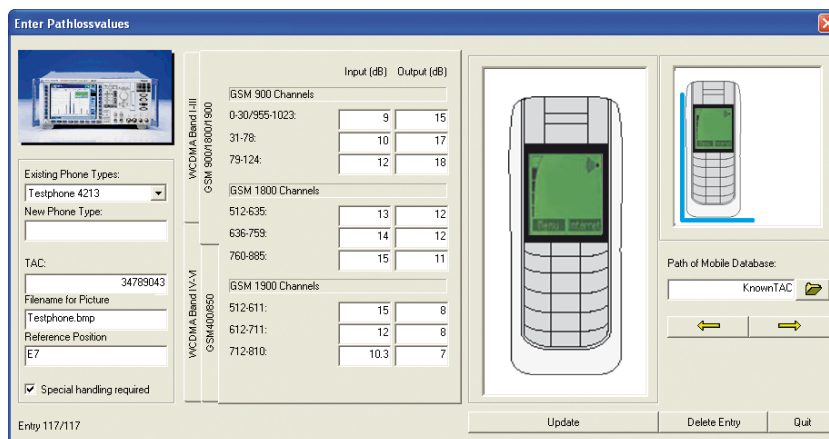 Enter Pathlossvalues
Existing Phone Types:
Testphone 4213
New Phone Type:
TAC:
34789043
Filename for Picture
Testphone.bmp
Reference Position
E7
Special handling required
Entry 117/117
WCDMA Band I-III
GSM 900/1800/1900
WCDMA Band IV-VI
GSM400/850
Input (dB) Output (dB)
GSM 900 Channels
0-30/955-1023: 9 15
31-78: 10 17
79-124: 12 18
GSM 1800 Channels
512-635: 13 12
636-759: 14 12
760-885: 15 11
GSM 1900 Channels
512-611: 15 8
612-711: 12 8
712-810: 10.3 7
Menu Internet
Path of Mobile Database:
KnownTAC
Update
Delete Entry
Quit